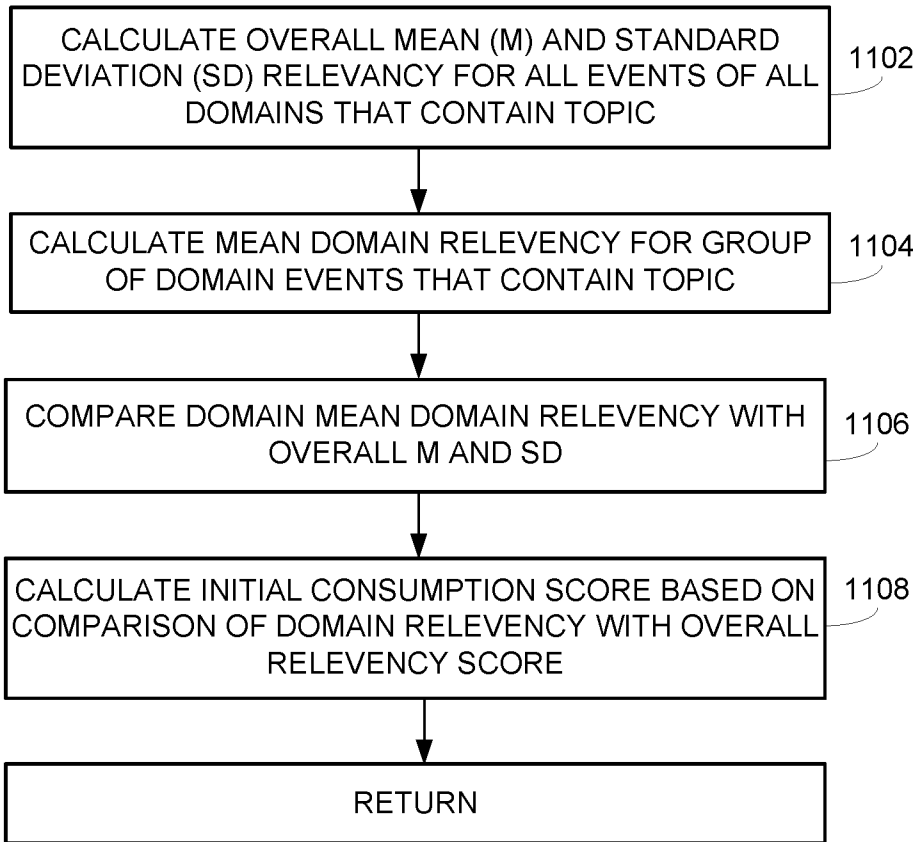 CALCULATE OVERALL MEAN (M) AND STANDARD
DEVIATION (SD) RELEVANCY FOR ALL EVENTS OF ALL
DOMAINS THAT CONTAIN TOPIC
1102
CALCULATE MEAN DOMAIN RELEVENCY FOR GROUP
OF DOMAIN EVENTS THAT CONTAIN TOPIC
1104
COMPARE DOMAIN MEAN DOMAIN RELEVENCY WITH
OVERALL M AND SD
1106
CALCULATE INITIAL CONSUMPTION SCORE BASED ON
COMPARISON OF DOMAIN RELEVENCY WITH OVERALL
RELEVENCY SCORE
1108
RETURN